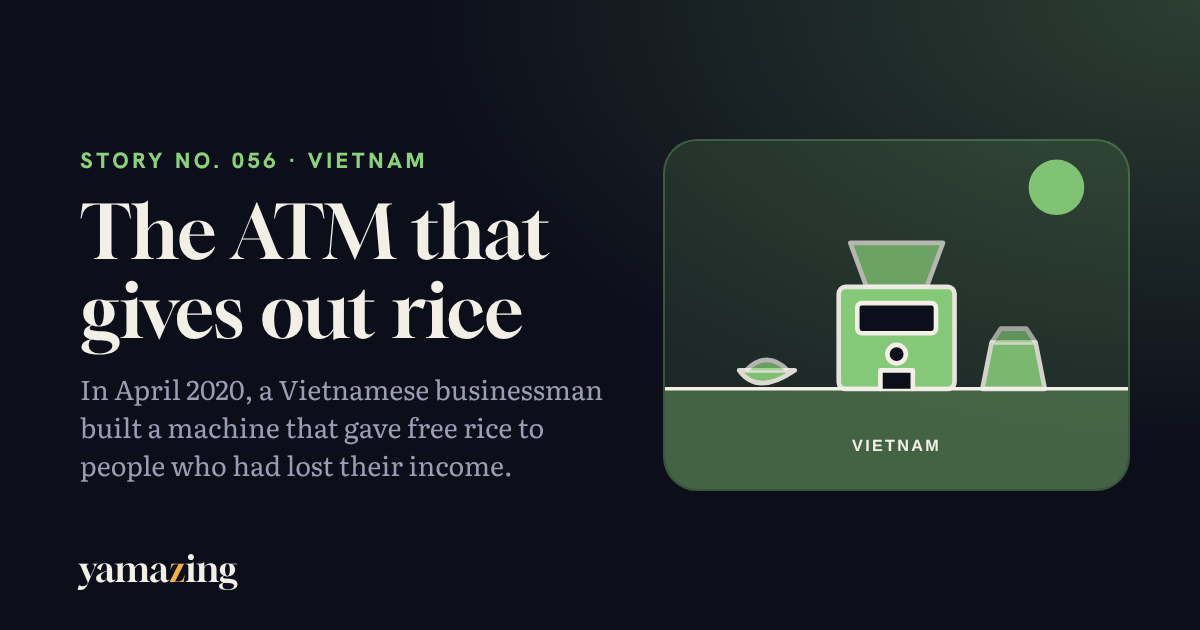 STORY NO. 056 · VIETNAM
The ATM that
gives out rice
In April 2020, a Vietnamese businessman
built a machine that gave free rice to
people who had lost their income.
VIETNAM
yamazing